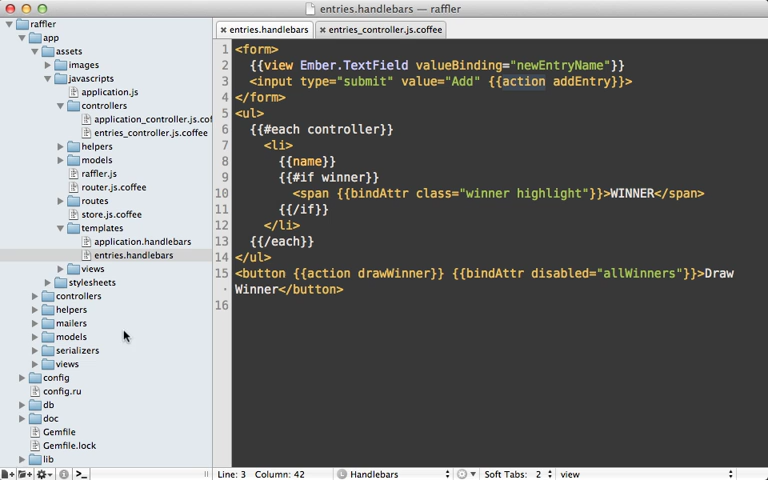 entries.handlebars — raffler
raffler
app
assets
images
javascripts
application.js
controllers
application_controller.js.cof
entries_controller.js.coffee
helpers
models
raffler.js
router.js.coffee
routes
store.js.coffee
templates
application.handlebars
entries.handlebars
views
stylesheets
controllers
helpers
mailers
models
serializers
views
config
config.ru
db
doc
Gemfile
Gemfile.lock
lib
entries.handlebars entries_controller.js.coffee
1 <form>
2 {{view Ember.TextField valueBinding="newEntryName"}}
3 <input type="submit" value="Add" {{action addEntry}}>
4 </form>
5 <ul>
6 {{#each controller}}
7 <li>
8 {{name}}
9 {{#if winner}}
10 <span {{bindAttr class="winner highlight"}}>WINNER</span>
11 {{/if}}
12 </li>
13 {{/each}}
14 </ul>
15 <button {{action drawWinner}} {{bindAttr disabled="allWinners"}}>Draw
· Winner</button>
16
Line: 3 Column: 42 Handlebars Soft Tabs: 2 view